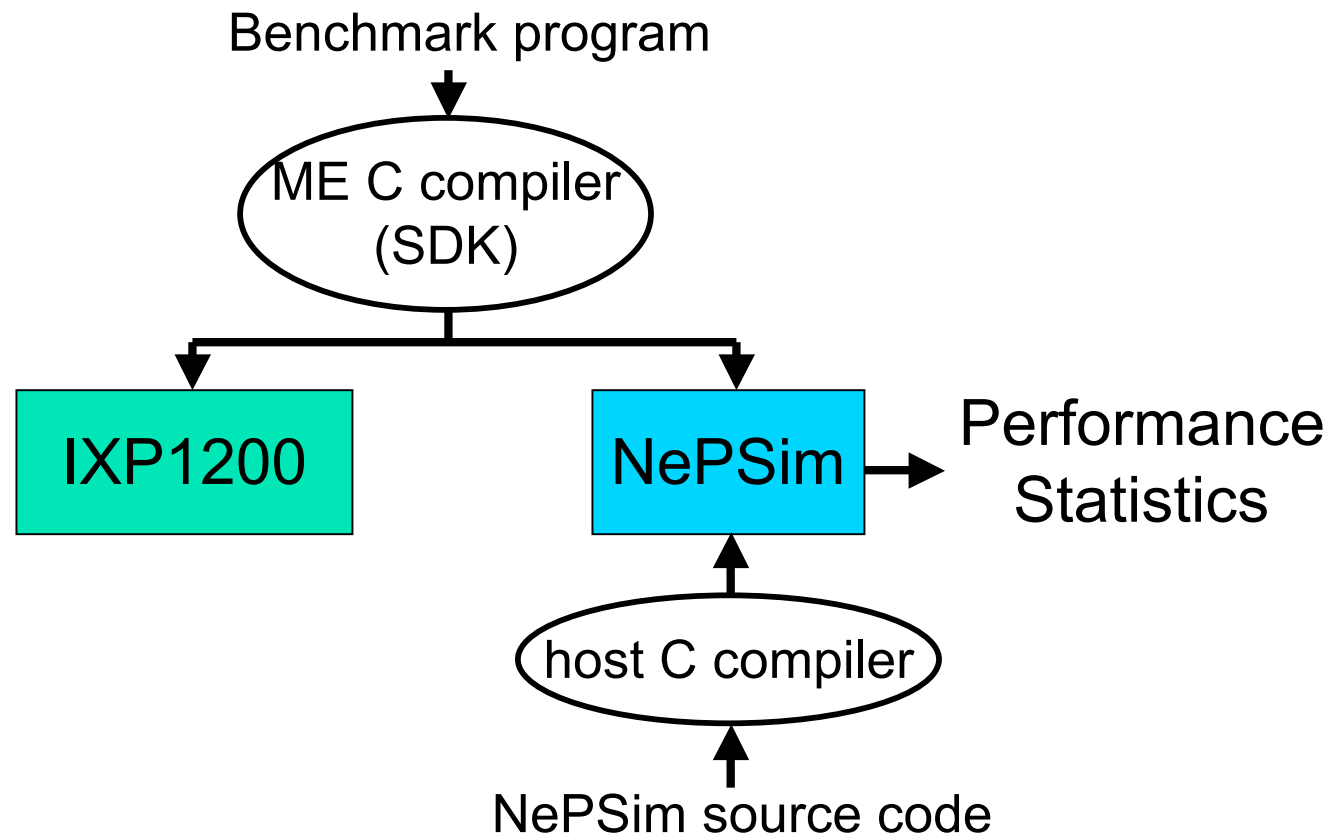 Benchmark program
ME C compiler
(SDK)
IXP1200
NePSim
Performance
Statistics
host C compiler
NePSim source code